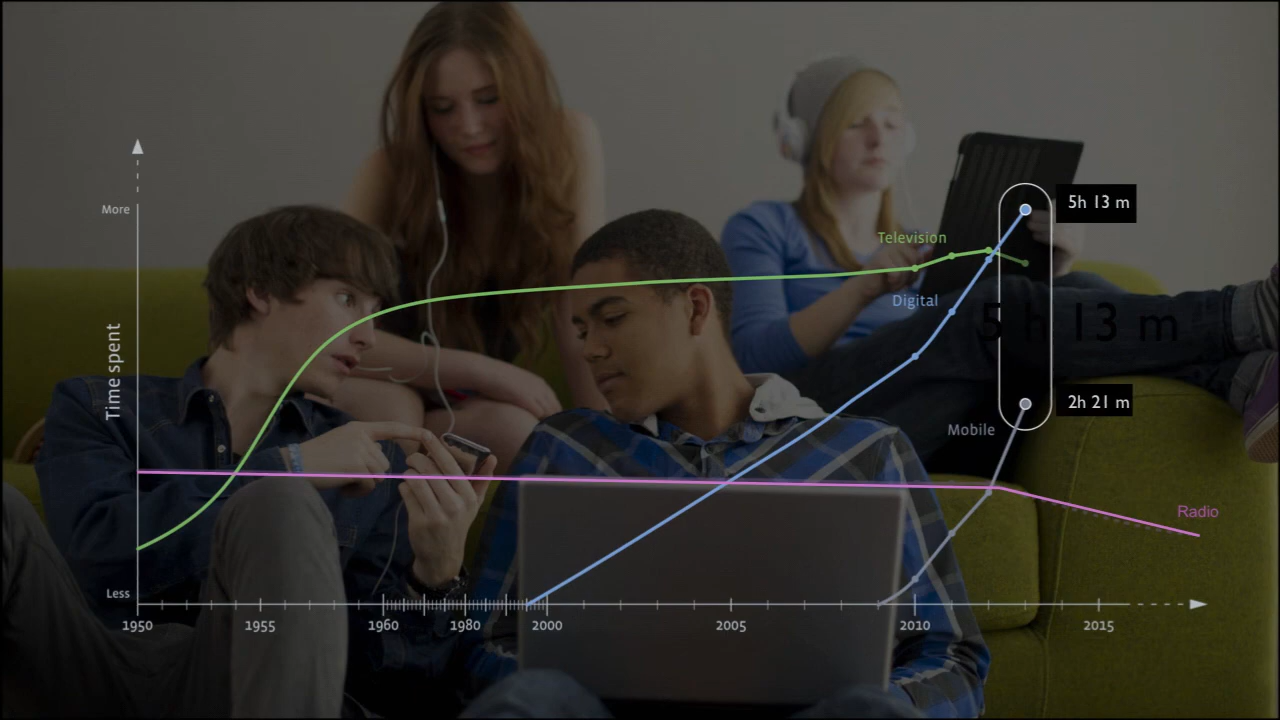 More
Time spent
Less
1950
1955
1960
1980
2000
2005
2010
2015
Television
Digital
Mobile
Radio
5h 13 m
5 h 13 m
2h 21 m